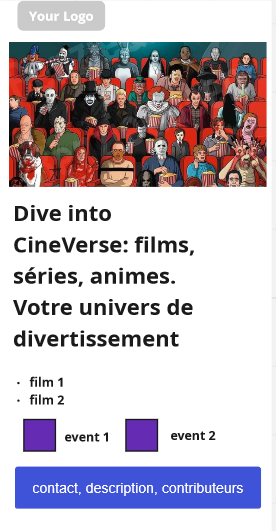 Your Logo
Dive into
CineVerse: films,
séries, animes.
Votre univers de
divertissement
· film 1
· film 2
event 1
event 2
contact, description, contributeurs